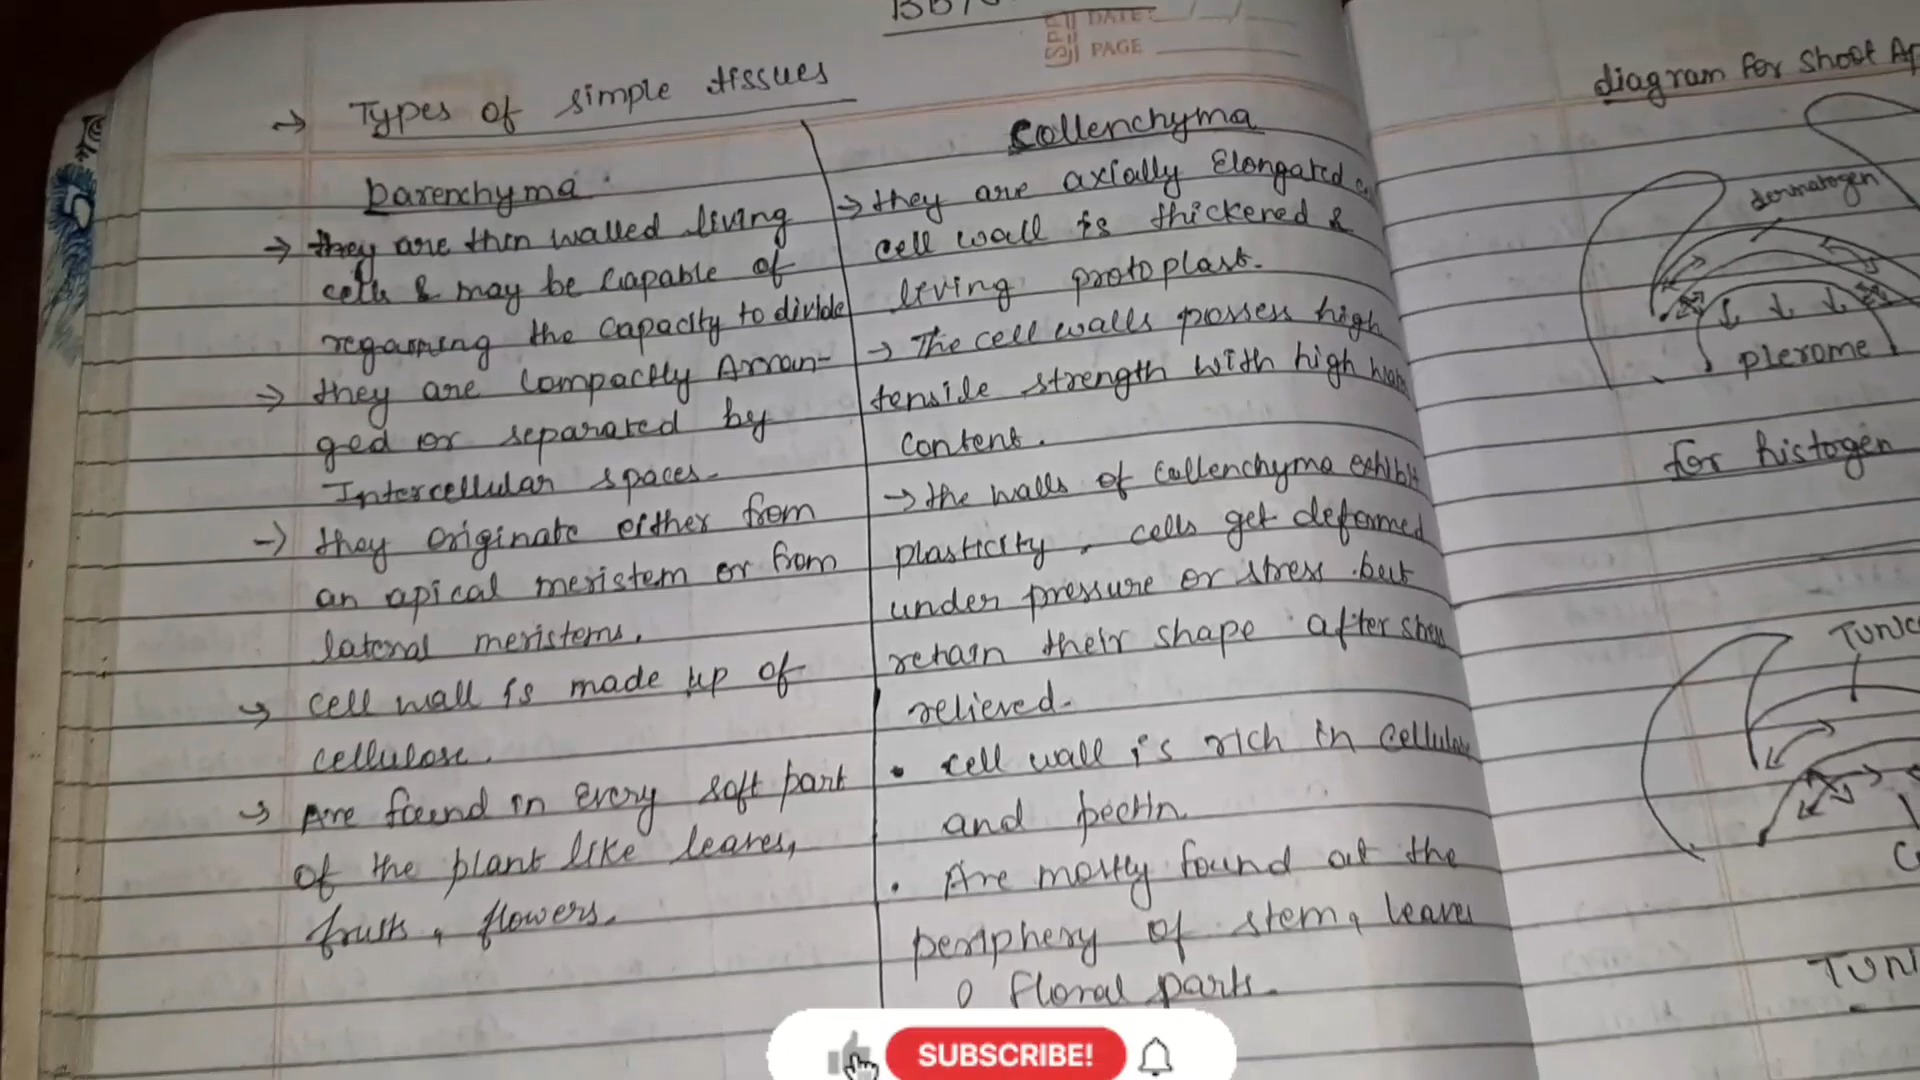 DATE:
PAGE
→ Types of simple tissues
Parenchyma
→ they are thin walled living
cells & may be capable of
regaining the capacity to divide
→ they are compactly Arran-
ged or separated by
Intercellular spaces-
→ they originate either from
an apical meristem or from
lateral meristems.
→ cell wall is made up of
cellulose.
→ Are found in every soft part
of the plant like leaves,
fruits, flowers.
Collenchyma
→ they are axially Elongated
cell wall is thickened &
living protoplast.
→ The cell walls possess high
tensile strength with high
content.
→ the walls of collenchyma exhibit
plasticity, cells get deformed
under pressure or stress but
retain their shape after stress
relieved-
• cell wall is rich in cellulose
and pectin.
• Are mostly found at the
periphery of stem, leaves
floral parts.
diagram for shoot Ap
dermatogen
plerome
for histogen
Tunic
C
TUNI
SUBSCRIBE!